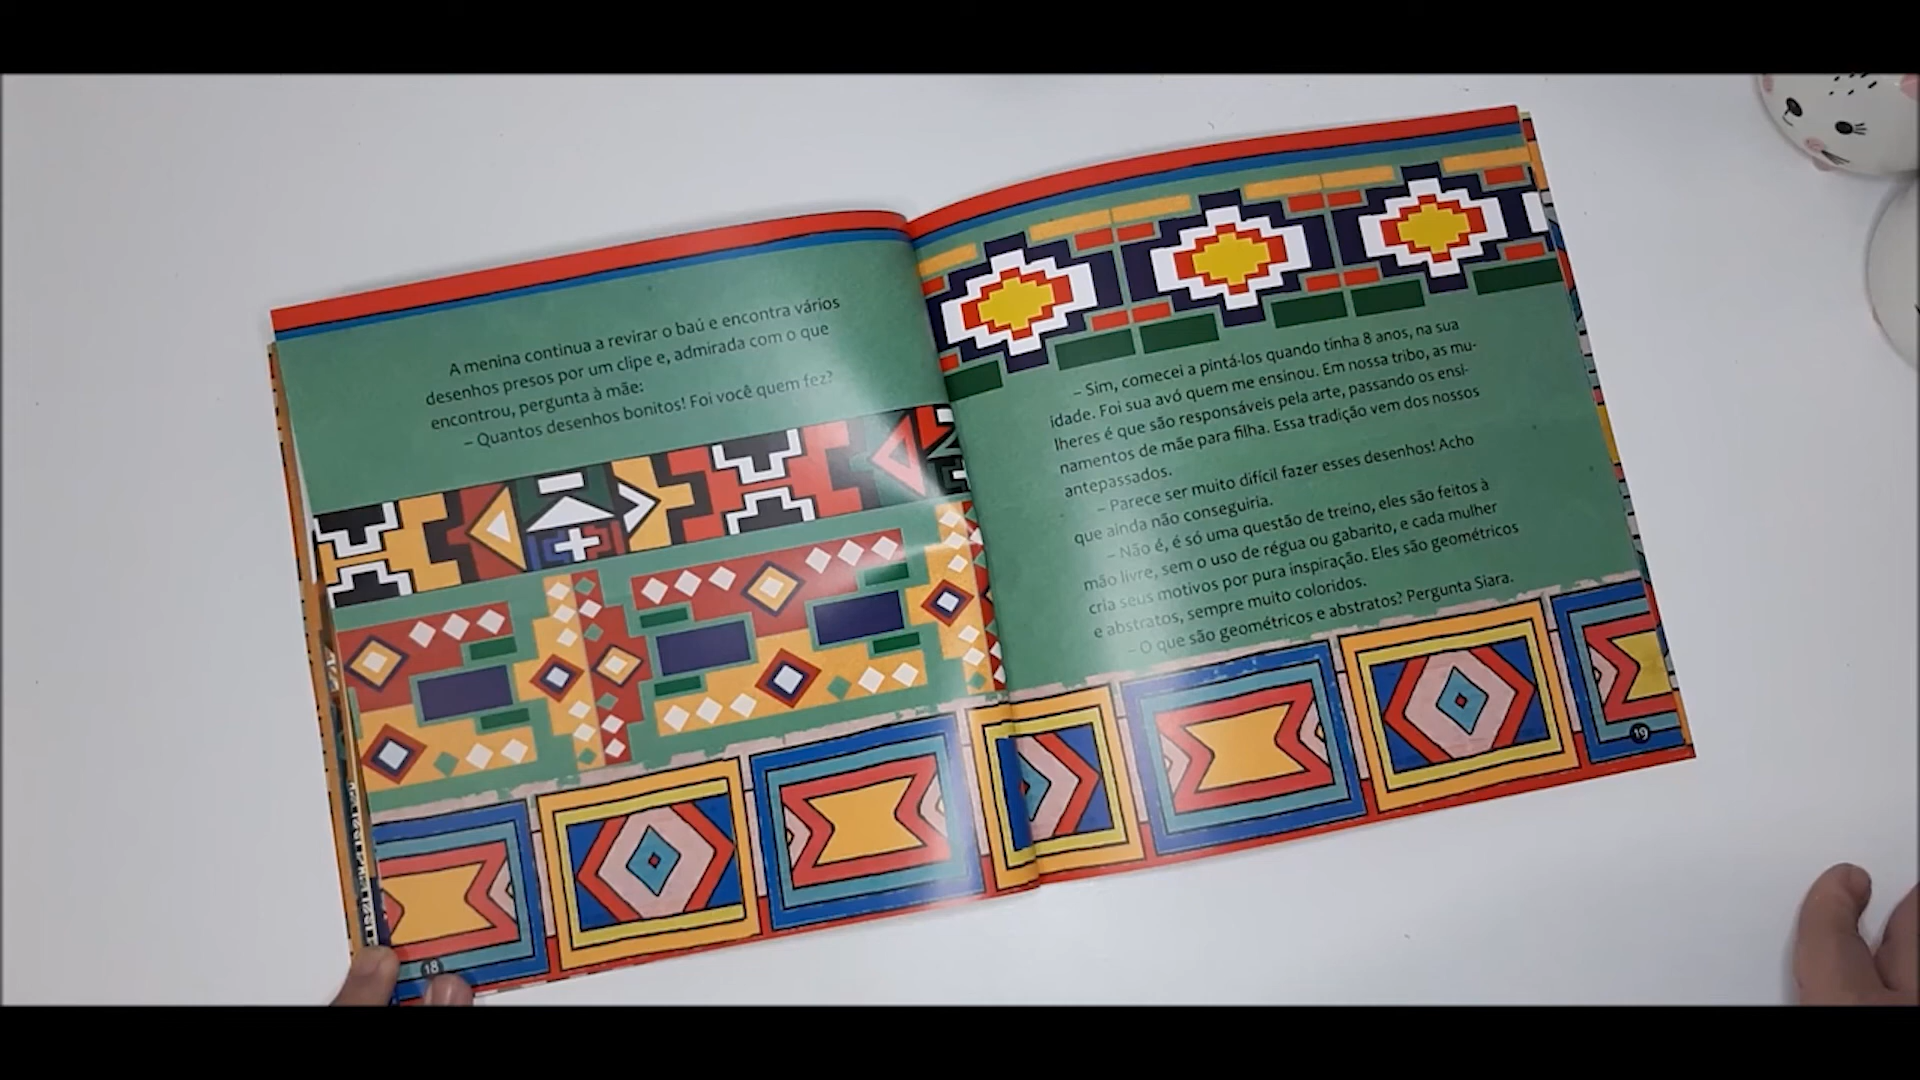 A menina continua a revirar o baú e encontra vários
desenhos presos por um clipe e, admirada com o que
encontrou, pergunta à mãe:
– Quantos desenhos bonitos! Foi você quem fez?
18
– Sim, comecei a pintá-los quando tinha 8 anos, na sua
idade. Foi sua avó quem me ensinou. Em nossa tribo, as mu-
lheres é que são responsáveis pela arte, passando os ensi-
namentos de mãe para filha. Essa tradição vem dos nossos
antepassados.
– Parece ser muito difícil fazer esses desenhos! Acho
que ainda não conseguiria.
– Não é, é só uma questão de treino, eles são feitos à
mão livre, sem o uso de régua ou gabarito, e cada mulher
cria seus motivos por pura inspiração. Eles são geométricos
e abstratos, sempre muito coloridos.
– O que são geométricos e abstratos? Pergunta Siara.
19